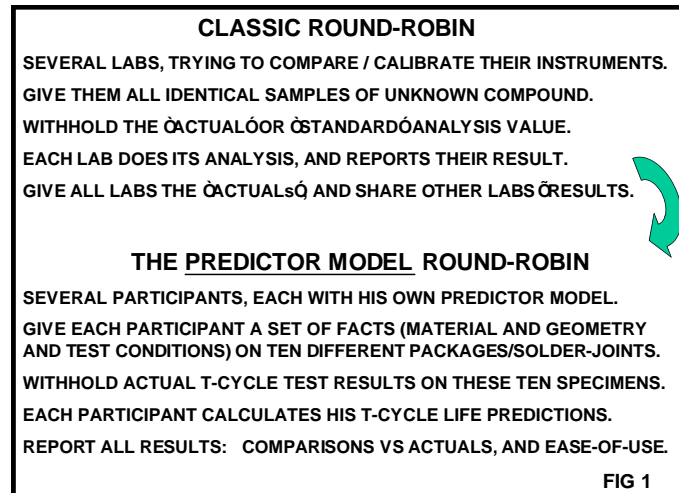 CLASSIC ROUND-ROBIN
SEVERAL LABS, TRYING TO COMPARE / CALIBRATE THEIR INSTRUMENTS.
GIVE THEM ALL IDENTICAL SAMPLES OF UNKNOWN COMPOUND.
WITHHOLD THE ÒACTUALÓOR ÒSTANDARDÓANALYSIS VALUE.
EACH LAB DOES ITS ANALYSIS, AND REPORTS THEIR RESULT.
GIVE ALL LABS THE ÒACTUALsÓ, AND SHARE OTHER LABSÕRESULTS.
THE PREDICTOR MODEL ROUND-ROBIN
SEVERAL PARTICIPANTS, EACH WITH HIS OWN PREDICTOR MODEL.
GIVE EACH PARTICIPANT A SET OF FACTS (MATERIAL AND GEOMETRY
AND TEST CONDITIONS) ON TEN DIFFERENT PACKAGES/SOLDER-JOINTS.
WITHHOLD ACTUAL T-CYCLE TEST RESULTS ON THESE TEN SPECIMENS.
EACH PARTICIPANT CALCULATES HIS T-CYCLE LIFE PREDICTIONS.
REPORT ALL RESULTS: COMPARISONS VS ACTUALS, AND EASE-OF-USE.
FIG 1